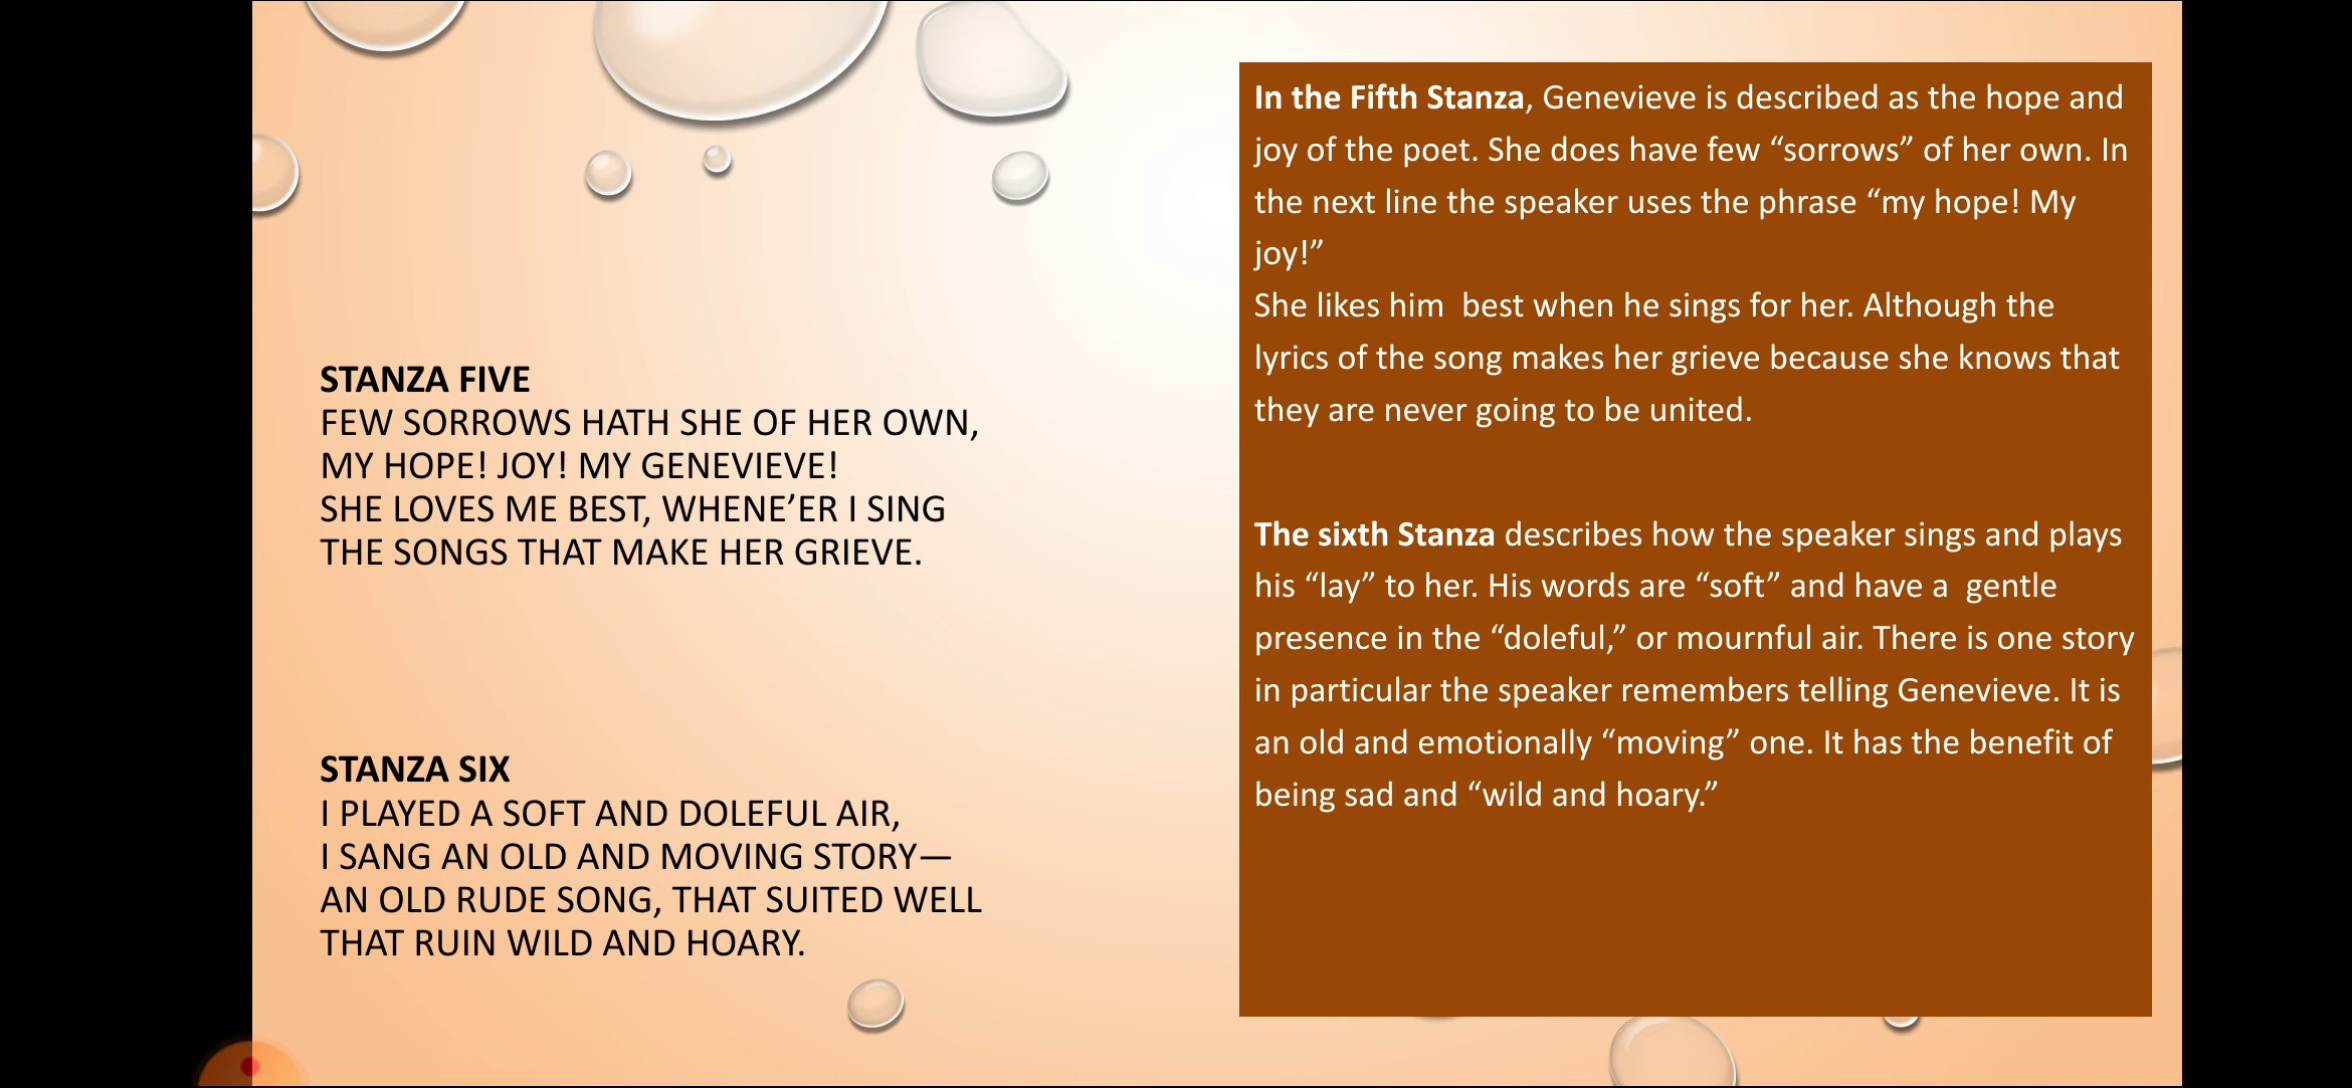 STANZA FIVE
FEW SORROWS HATH SHE OF HER OWN,
MY HOPE! JOY! MY GENEVIEVE!
SHE LOVES ME BEST, WHENE’ER I SING
THE SONGS THAT MAKE HER GRIEVE.
STANZA SIX
I PLAYED A SOFT AND DOLEFUL AIR,
I SANG AN OLD AND MOVING STORY—
AN OLD RUDE SONG, THAT SUITED WELL
THAT RUIN WILD AND HOARY.
In the Fifth Stanza, Genevieve is described as the hope and
joy of the poet. She does have few “sorrows” of her own. In
the next line the speaker uses the phrase “my hope! My
joy!”
She likes him  best when he sings for her. Although the
lyrics of the song makes her grieve because she knows that
they are never going to be united.
The sixth Stanza describes how the speaker sings and plays
his “lay” to her. His words are “soft” and have a  gentle
presence in the “doleful,” or mournful air. There is one story
in particular the speaker remembers telling Genevieve. It is
an old and emotionally “moving” one. It has the benefit of
being sad and “wild and hoary.”